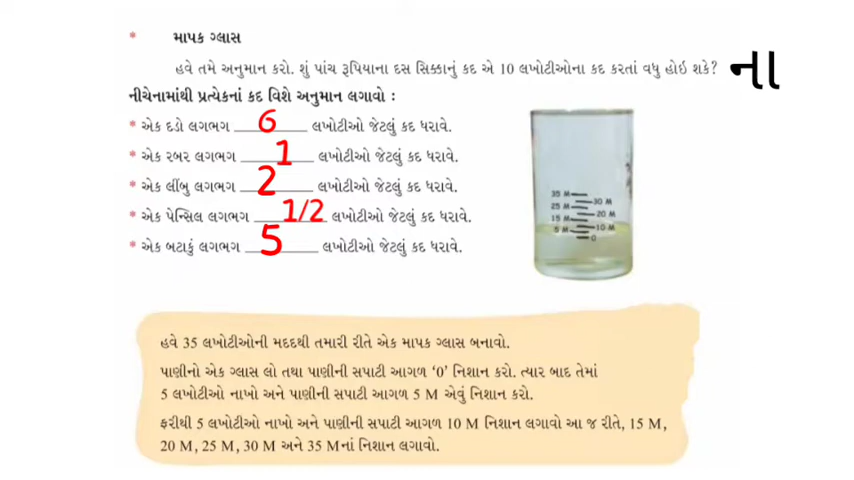 * માપક ગ્લાસ
હવે તમે અનુમાન કરો. શું પાંચ રૂપિયાના દસ સિક્કાનું કદ એ 10 લખોટીઓના કદ કરતાં વધુ હોઇ શકે? ના
નીચેનામાંથી પ્રત્યેકનાં કદ વિશે અનુમાન લગાવો :
* એક દડો લગભગ 6 લખોટીઓ જેટલું કદ ધરાવે.
* એક રબર લગભગ 1 લખોટીઓ જેટલું કદ ધરાવે.
* એક લીંબુ લગભગ 2 લખોટીઓ જેટલું કદ ધરાવે.
* એક પેન્સિલ લગભગ 1/2 લખોટીઓ જેટલું કદ ધરાવે.
* એક બટાકું લગભગ 5 લખોટીઓ જેટલું કદ ધરાવે.
35 M
30 M
25 M
20 M
15 M
10 M
5 M
0
હવે 35 લખોટીઓની મદદથી તમારી રીતે એક માપક ગ્લાસ બનાવો.
પાણીનો એક ગ્લાસ લો તથા પાણીની સપાટી આગળ ‘0’ નિશાન કરો. ત્યાર બાદ તેમાં
5 લખોટીઓ નાખો અને પાણીની સપાટી આગળ 5 M એવું નિશાન કરો.
ફરીથી 5 લખોટીઓ નાખો અને પાણીની સપાટી આગળ 10 M નિશાન લગાવો આ જ રીતે, 15 M,
20 M, 25 M, 30 M અને 35 Mનાં નિશાન લગાવો.